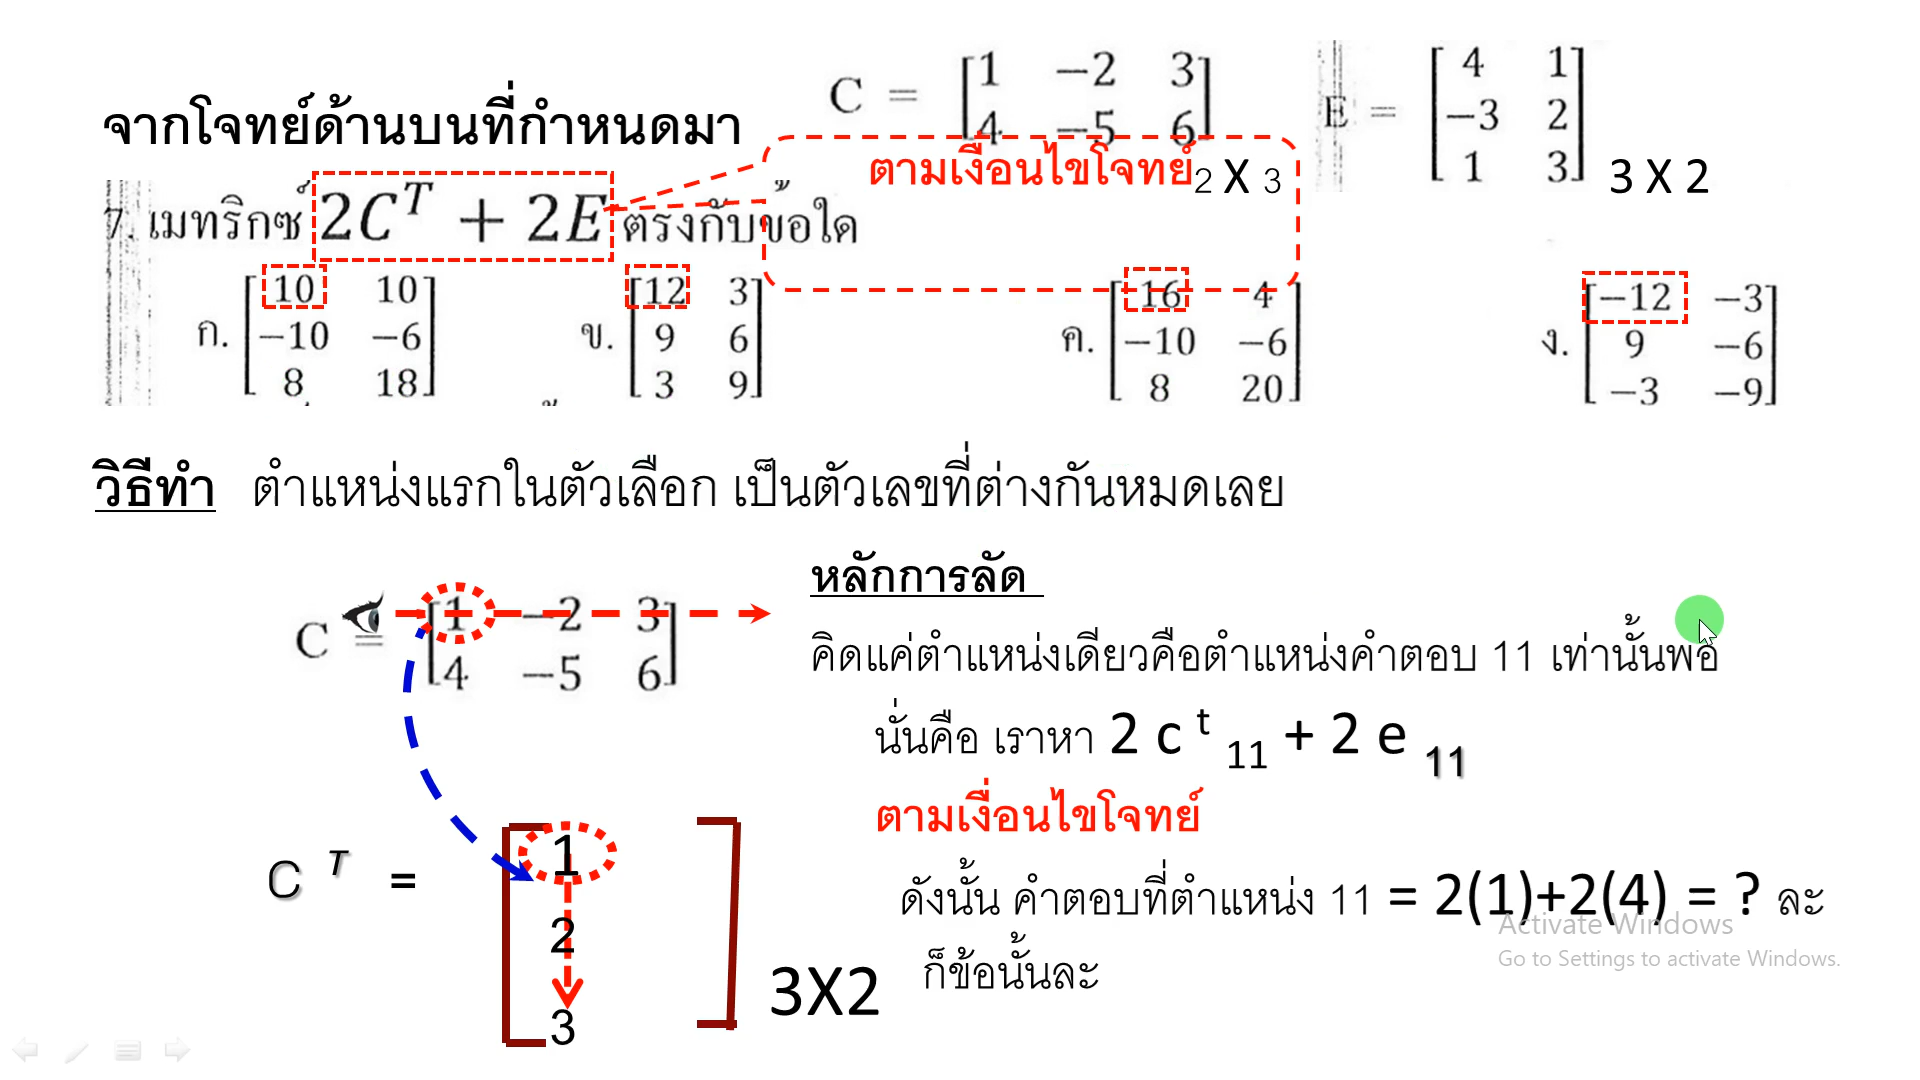 C = [1 −2 3]
[4 −5 6]
2 X 3
E = [4 1]
[−3 2]
[1 3]
3 X 2
จากโจทย์ด้านบนที่กำหนดมา
ตามเงื่อนไขโจทย์
7. เมทริกซ์ 2Cᵀ + 2E ตรงกับข้อใด
ก. [10 10]
[−10 −6]
[8 18]
ข. [12 3]
[9 6]
[3 9]
ค. [16 4]
[−10 −6]
[8 20]
ง. [−12 −3]
[9 −6]
[−3 −9]
วิธีทำ ตำแหน่งแรกในตัวเลือก เป็นตัวเลขที่ต่างกันหมดเลย
C = [1 −2 3]
[4 −5 6]
หลักการลัด
คิดแค่ตำแหน่งเดียวคือตำแหน่งคำตอบ 11 เท่านั้นพอ
นั่นคือ เราหา 2 c t 11 + 2 e 11
ตามเงื่อนไขโจทย์
ดังนั้น คำตอบที่ตำแหน่ง 11 = 2(1)+2(4) = ? ละ
ก็ข้อนั้นละ
C T = [1
2
3]
3X2
Activate Windows
Go to Settings to activate Windows.